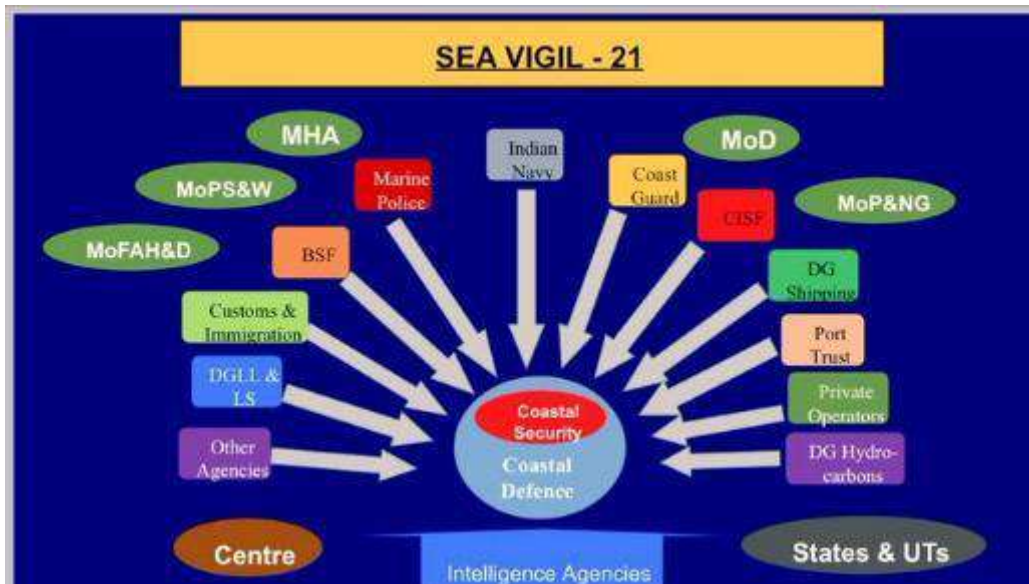 SEA VIGIL - 21
MHA
MoD
Indian
Navy
Marine
Police
Coast
Guard
MoPS&W
MoP&NG
CISF
MoFAH&D
BSF
DG
Shipping
Customs &
Immigration
Port
Trust
DGLL &
LS
Private
Operators
Coastal
Security
Other
Agencies
Coastal
Defence
DG Hydro-
carbons
Centre
States & UTs
Intelligence Agencies